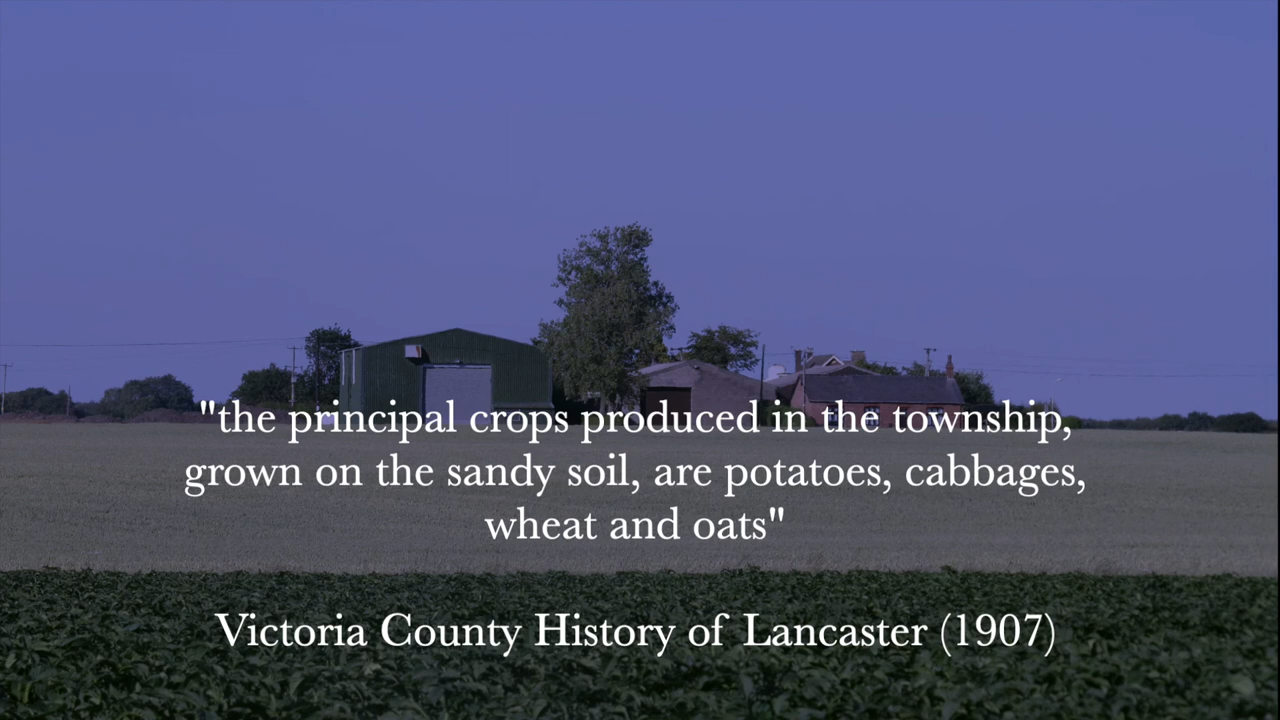 "the principal crops produced in the township,
grown on the sandy soil, are potatoes, cabbages,
wheat and oats"
Victoria County History of Lancaster (1907)